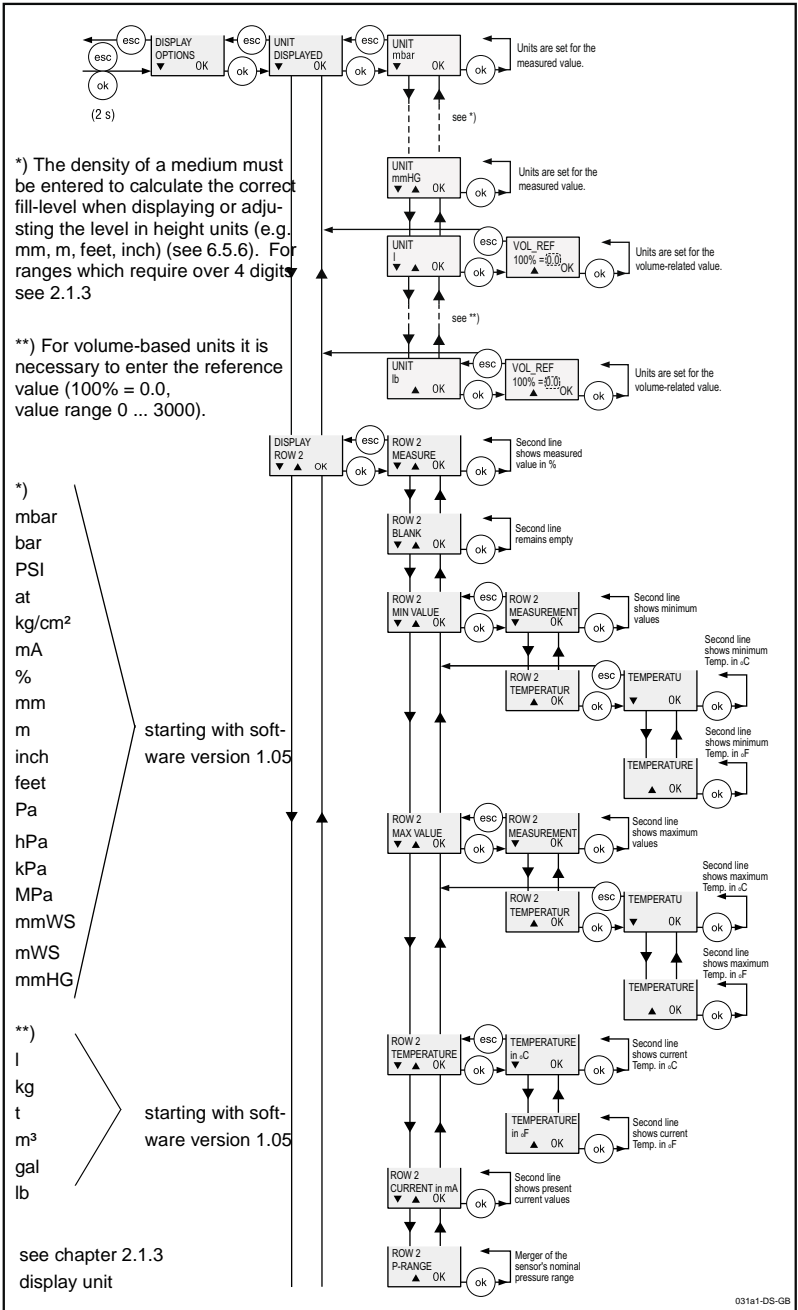 esc
esc
esc
esc
ok
(2 s)
DISPLAY
OPTIONS
▼ OK
ok
UNIT
DISPLAYED
▼ OK
ok
UNIT
mbar
▼ OK
ok
Units are set for the
measured value.
see *)
*) The density of a medium must
be entered to calculate the correct
fill-level when displaying or adju-
sting the level in height units (e.g.
mm, m, feet, inch) (see 6.5.6). For
ranges which require over 4 digits
see 2.1.3
UNIT
mmHG
▼ ▲ OK
ok
Units are set for the
measured value.
UNIT
l
▼ ▲ OK
ok
esc
VOL_REF
100% =0.0
▲ OK
ok
Units are set for the
volume-related value.
see **)
**) For volume-based units it is
necessary to enter the reference
value (100% = 0.0,
value range 0 ... 3000).
UNIT
lb
▲ OK
ok
esc
VOL_REF
100% =0.0
▲ OK
ok
Units are set for the
volume-related value.
DISPLAY
ROW 2
▼ ▲ OK
esc
ok
ROW 2
MEASURE
▼ ▲ OK
ok
Second line
shows measured
value in %
ROW 2
BLANK
▼ ▲ OK
ok
Second line
remains empty
ROW 2
MIN VALUE
▼ ▲ OK
esc
ok
ROW 2
MEASUREMENT
▼ OK
ok
Second line
shows minimum
values
ROW 2
TEMPERATUR
▲ OK
esc
ok
TEMPERATU
▼ OK
ok
Second line
shows minimum
Temp. in °C
TEMPERATURE
▲ OK
ok
Second line
shows minimum
Temp. in °F
ROW 2
MAX VALUE
▼ ▲ OK
esc
ok
ROW 2
MEASUREMENT
▼ OK
ok
Second line
shows maximum
values
ROW 2
TEMPERATUR
▲ OK
esc
ok
TEMPERATU
▼ OK
ok
Second line
shows maximum
Temp. in °C
TEMPERATURE
▲ OK
ok
Second line
shows maximum
Temp. in °F
ROW 2
TEMPERATURE
▼ ▲ OK
esc
ok
TEMPERATURE
in °C
▼ OK
ok
Second line
shows current
Temp. in °C
TEMPERATURE
in °F
▲ OK
ok
Second line
shows current
Temp. in °F
ROW 2
CURRENT in mA
▼ ▲ OK
ok
Second line
shows present
current values
ROW 2
P-RANGE
▲ OK
ok
Merger of the
sensor's nominal
pressure range
*)
mbar
bar
PSI
at
kg/cm²
mA
%
mm
m
inch
feet
Pa
hPa
kPa
MPa
mmWS
mWS
mmHG
starting with soft-
ware version 1.05
**)
l
kg
t
m³
gal
lb
starting with soft-
ware version 1.05
see chapter 2.1.3
display unit
031a1-DS-GB